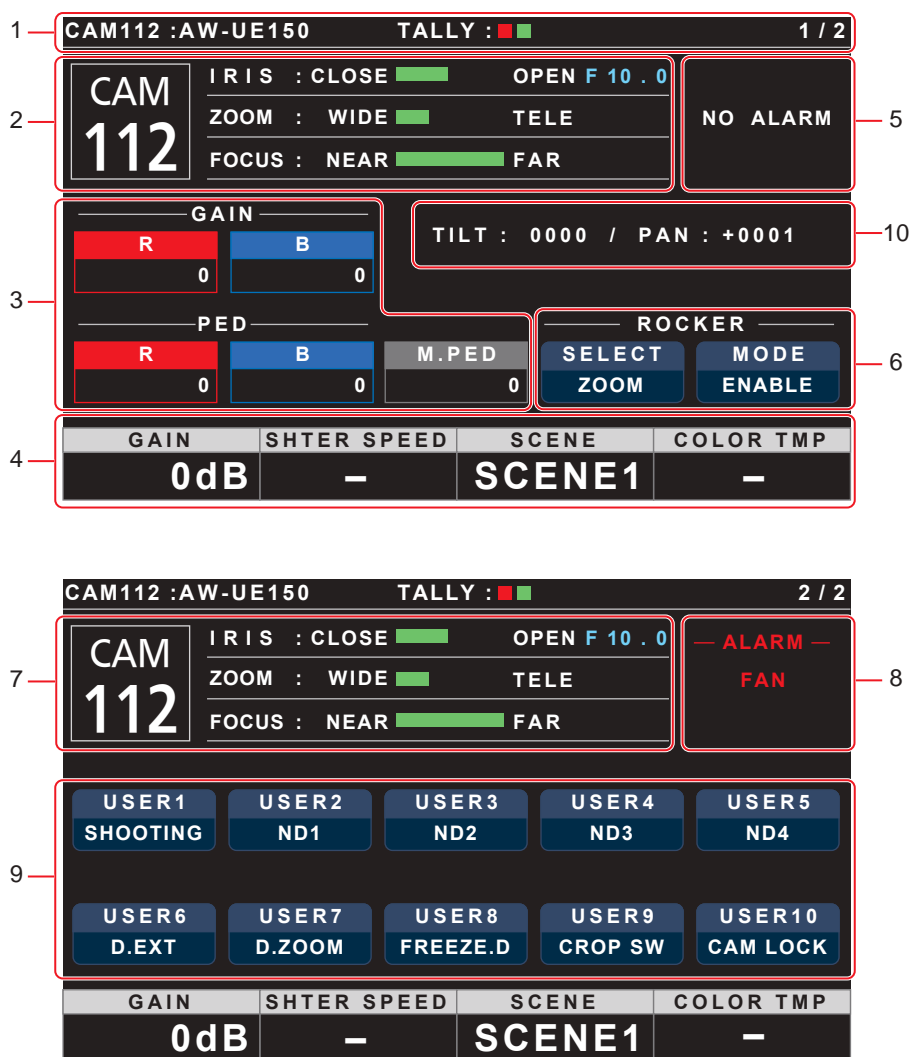 1
CAM112 :AW-UE150 TALLY : 1 / 2
2
CAM
112
IRIS : CLOSE OPEN F 10 . 0
ZOOM : WIDE TELE
FOCUS : NEAR FAR
NO ALARM
5
3
GAIN
R B
0 0
TILT : 0000 / PAN : +0001
10
PED
R B M.PED
0 0 0
ROCKER
SELECT MODE
ZOOM ENABLE
6
4
GAIN SHTER SPEED SCENE COLOR TMP
0dB – SCENE1 –
CAM112 :AW-UE150 TALLY : 2 / 2
7
CAM
112
IRIS : CLOSE OPEN F 10 . 0
ZOOM : WIDE TELE
FOCUS : NEAR FAR
— ALARM —
FAN
8
9
USER1 USER2 USER3 USER4 USER5
SHOOTING ND1 ND2 ND3 ND4
USER6 USER7 USER8 USER9 USER10
D.EXT D.ZOOM FREEZE.D CROP SW CAM LOCK
GAIN SHTER SPEED SCENE COLOR TMP
0dB – SCENE1 –